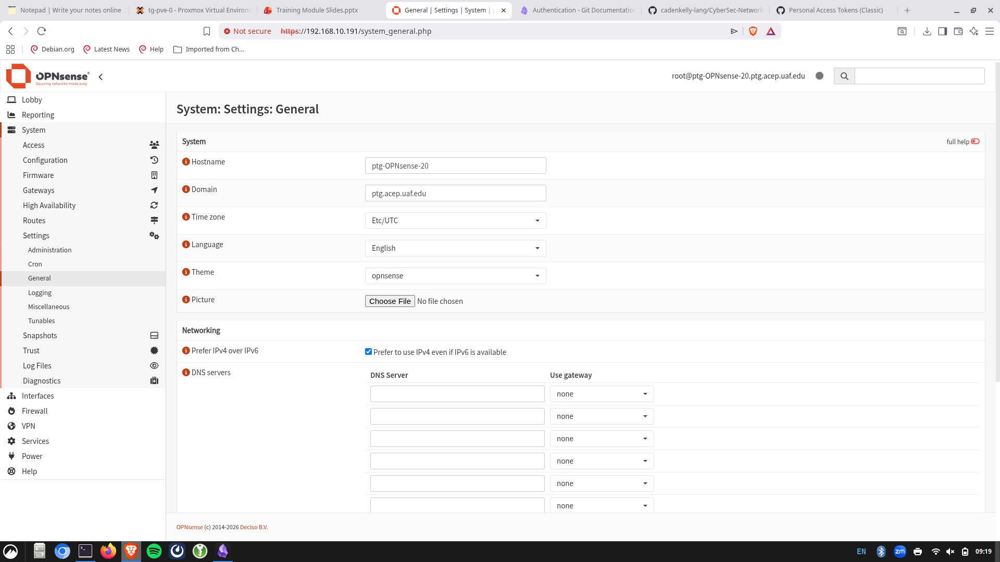 Notepad | Write your notes online
tg-pve-0 - Proxmox Virtual Environ
Training Module Slides.pptx
General | Settings | System |
Authentication - Git Documentatio
cadenkelly-lang/CyberSec-Network
Personal Access Tokens (Classic)
Not secure https://192.168.10.191/system_general.php
Debian.org
Latest News
Help
Imported from Ch...
OPNsense
Securing networks made easy
root@ptg-OPNsense-20.ptg.acep.uaf.edu
Lobby
Reporting
System
Access
Configuration
Firmware
Gateways
High Availability
Routes
Settings
Administration
Cron
General
Logging
Miscellaneous
Tunables
Snapshots
Trust
Log Files
Diagnostics
Interfaces
Firewall
VPN
Services
Power
Help
System: Settings: General
System full help
Hostname ptg-OPNsense-20
Domain ptg.acep.uaf.edu
Time zone Etc/UTC
Language English
Theme opnsense
Picture Choose File No file chosen
Networking
Prefer IPv4 over IPv6 Prefer to use IPv4 even if IPv6 is available
DNS servers DNS Server Use gateway
none
none
none
none
none
none
OPNsense (c) 2014-2026 Deciso B.V.
EN zm 09:19